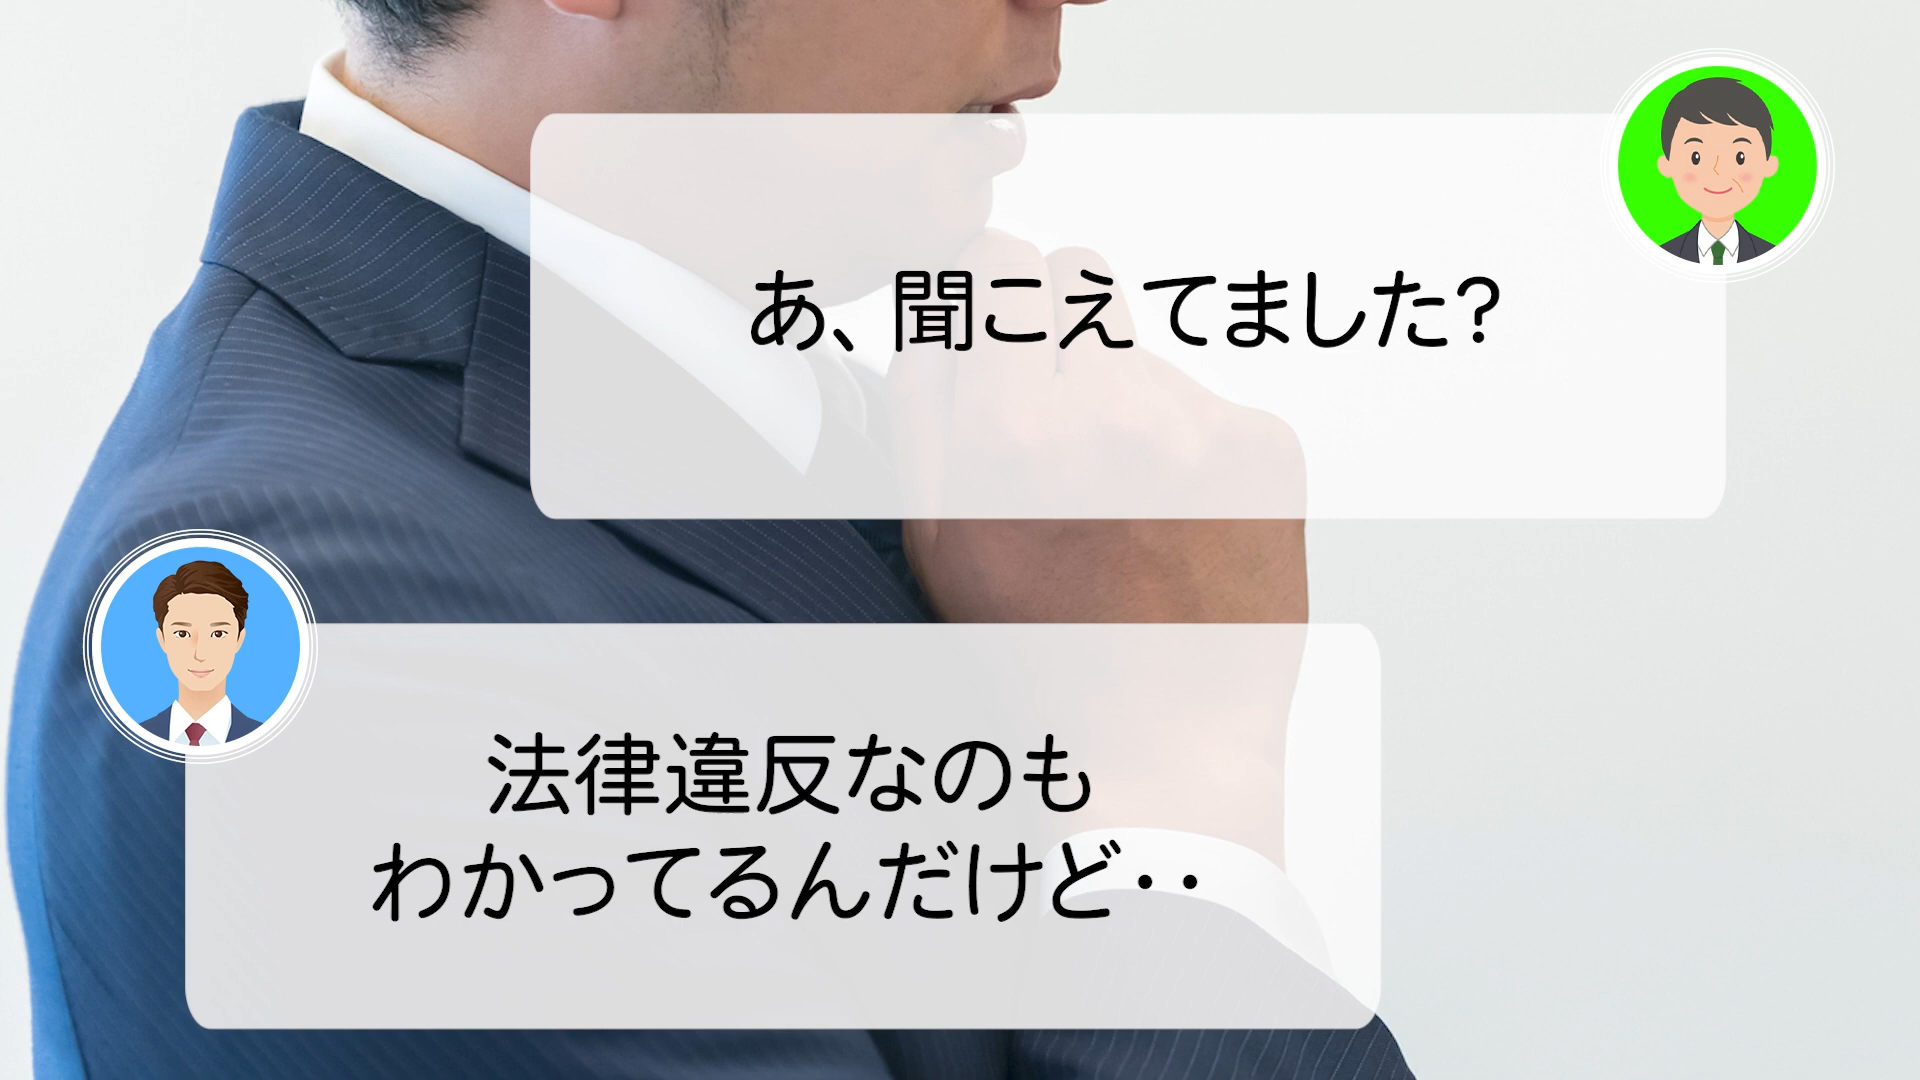 あ、聞こえてました？
法律違反なのも
わかってるんだけど‥